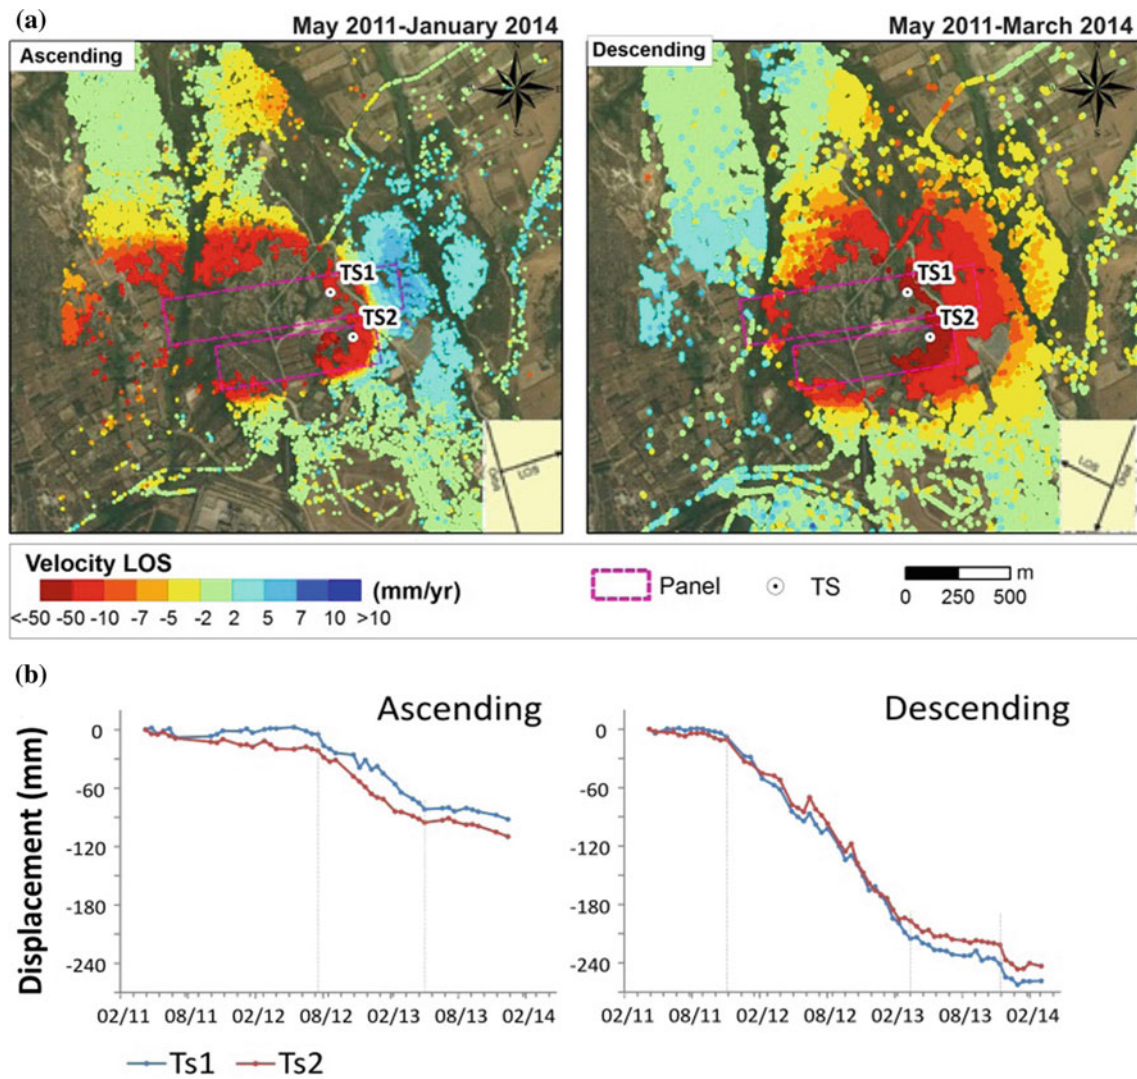 (a)
May 2011-January 2014
May 2011-March 2014
Ascending
Descending
TS1
TS2
TS1
TS2
LOS
LOS
Velocity LOS
(mm/yr)
<-50 -50 -10 -7 -5 -2 2 5 7 10 >10
Panel
TS
m
0 250 500
(b)
Ascending
Descending
Displacement (mm)
0
-60
-120
-180
-240
02/11 08/11 02/12 08/12 02/13 08/13 02/14
0
-60
-120
-180
-240
02/11 08/11 02/12 08/12 02/13 08/13 02/14
Ts1 Ts2